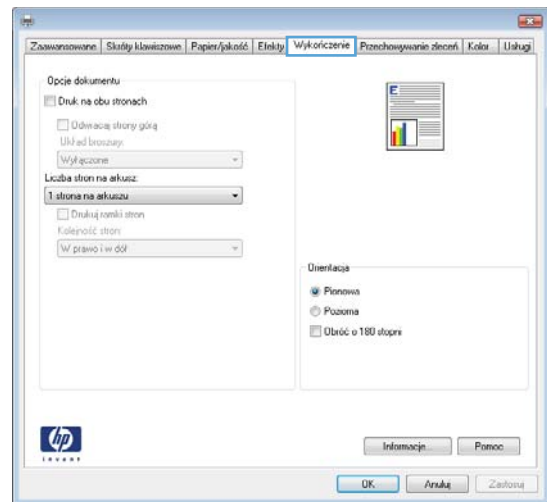 Zaawansowane Skróty klawiszowe Papier/jakość Efekty Wykończenie Przechowywanie zleceń Kolor Usługi
Opcje dokumentu
Druk na obu stronach
Odwracaj strony górą
Układ broszury:
Wyłączone
Liczba stron na arkusz:
1 strona na arkuszu
Drukuj ramki stron
Kolejność stron:
W prawo i w dół
E
Orientacja
Pionowa
Pozioma
Obróć o 180 stopni
hp
invent
Informacje... Pomoc
OK Anuluj Zastosuj